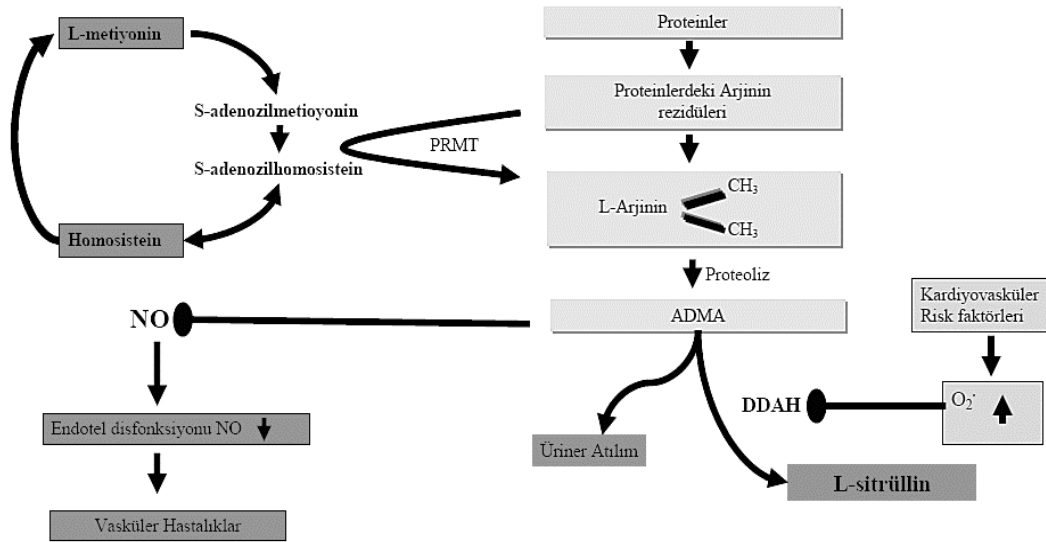 L-metiyonin
S-adenozilmetioyonin
S-adenozilhomosistein
Homosistein
PRMT
Proteinler
Proteinlerdeki Arjinin
rezidüleri
L-Arjinin
CH3
CH3
Proteoliz
ADMA
NO
Endotel disfonksiyonu NO
Vasküler Hastalıklar
Üriner Atılım
L-sitrüllin
DDAH
Kardiyovasküler
Risk faktörleri
O2·